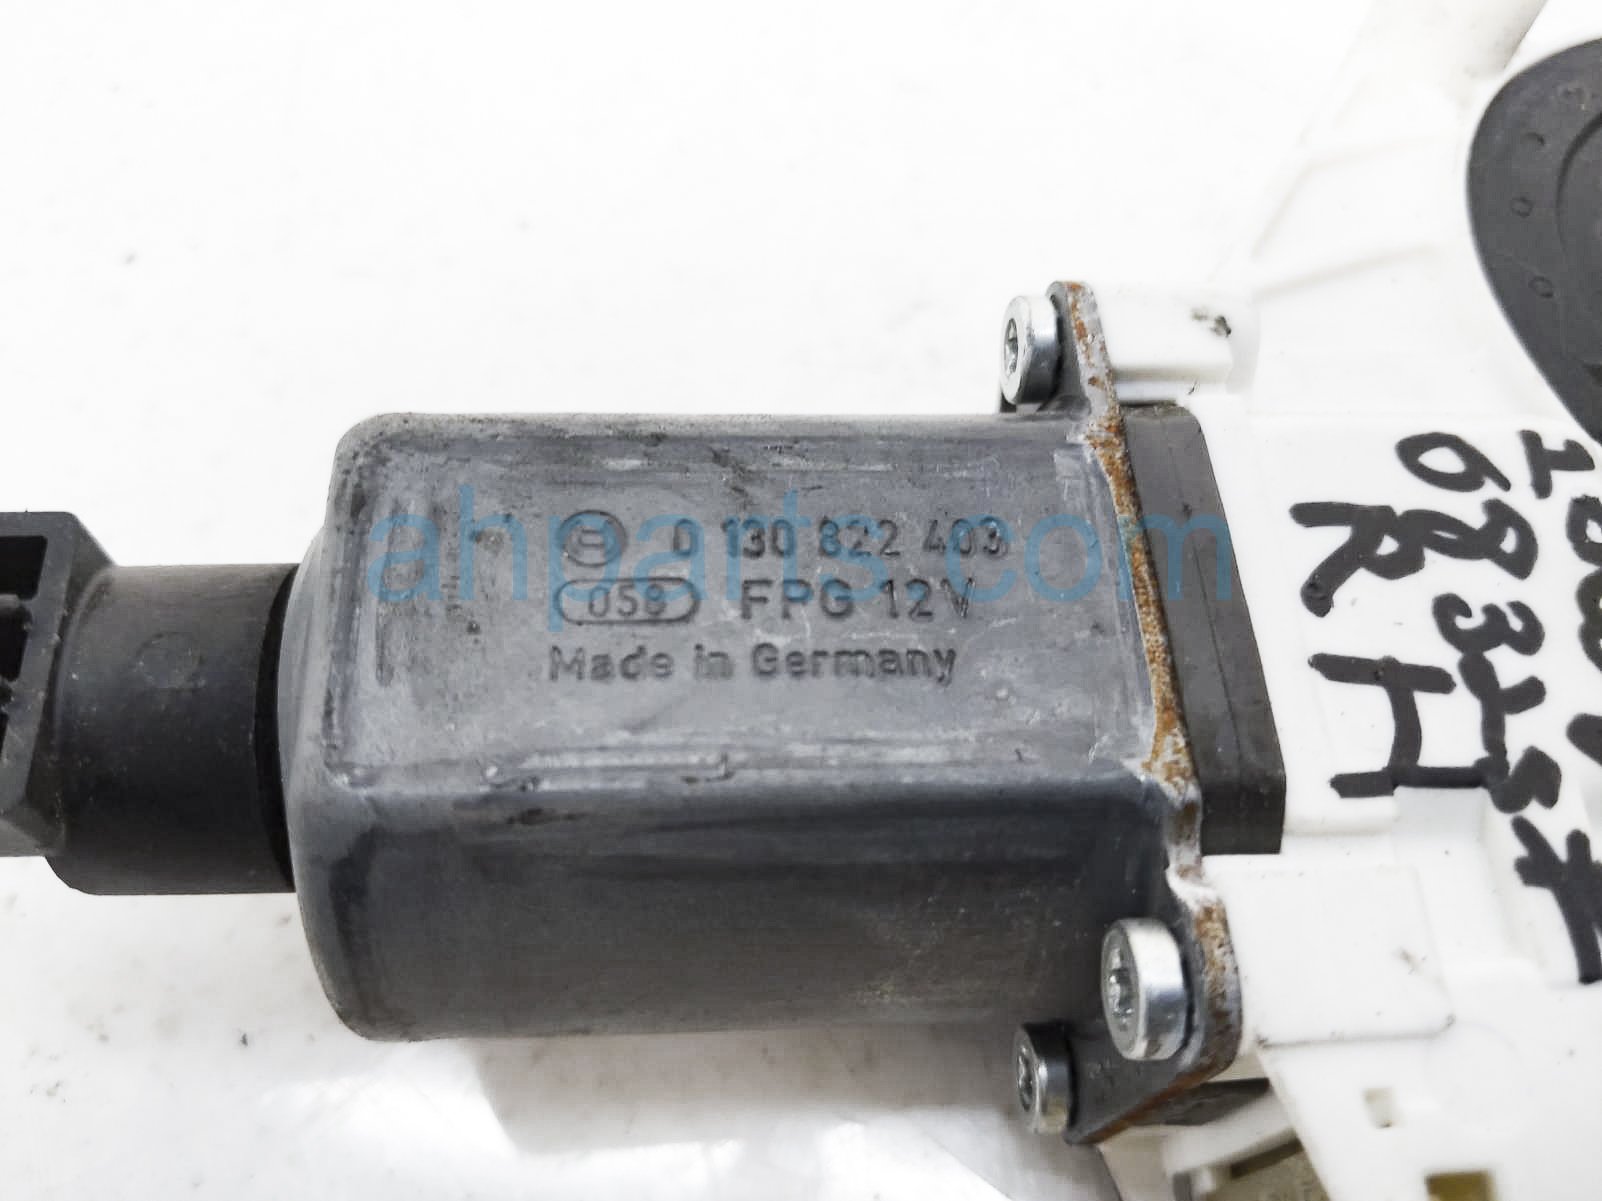 0 130 822 403
058 FPG 12V
Made in Germany
ahparts.com
RH